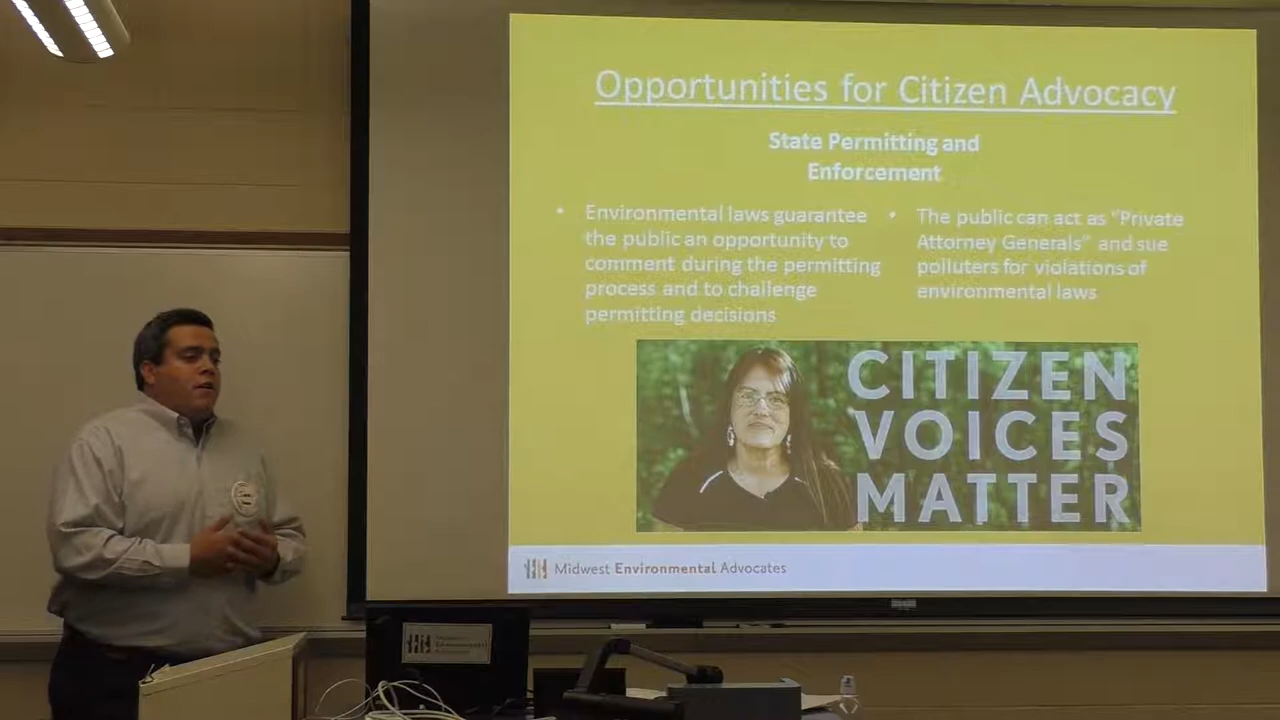 Opportunities for Citizen Advocacy
State Permitting and
Enforcement
• Environmental laws guarantee
the public an opportunity to
comment during the permitting
process and to challenge
permitting decisions
• The public can act as “Private
Attorney Generals” and sue
polluters for violations of
environmental laws
CITIZEN
VOICES
MATTER
Midwest Environmental Advocates